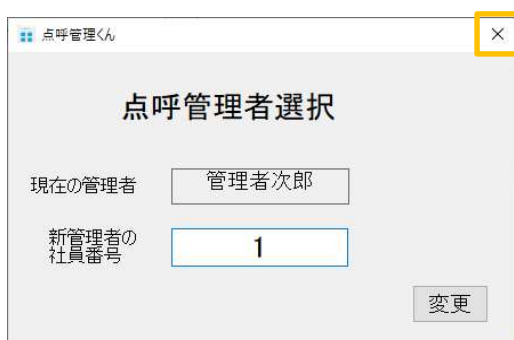 点呼管理くん
点呼管理者選択
現在の管理者
管理者次郎
新管理者の
社員番号
1
変更